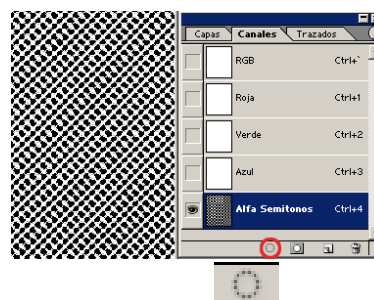 Capas Canales Trazados
RGB Ctrl+`
Roja Ctrl+1
Verde Ctrl+2
Azul Ctrl+3
Alfa Semitonos Ctrl+4